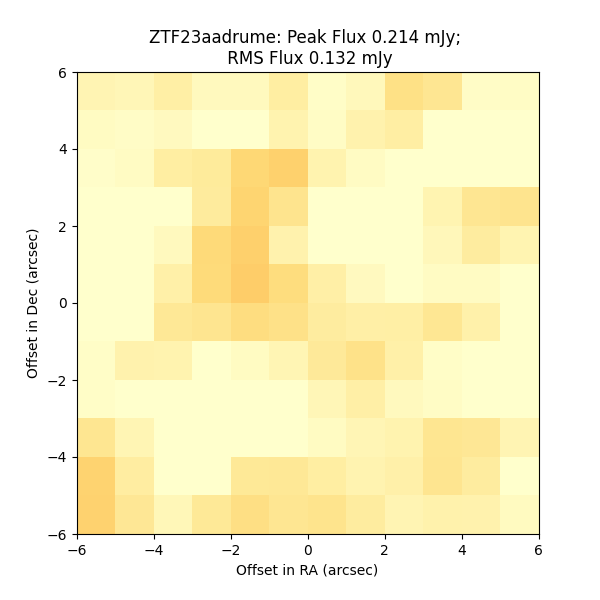 ZTF23aadrume: Peak Flux 0.214 mJy;
RMS Flux 0.132 mJy
6
4
2
0
−2
−4
−6
Offset in Dec (arcsec)
−6 −4 −2 0 2 4 6
Offset in RA (arcsec)